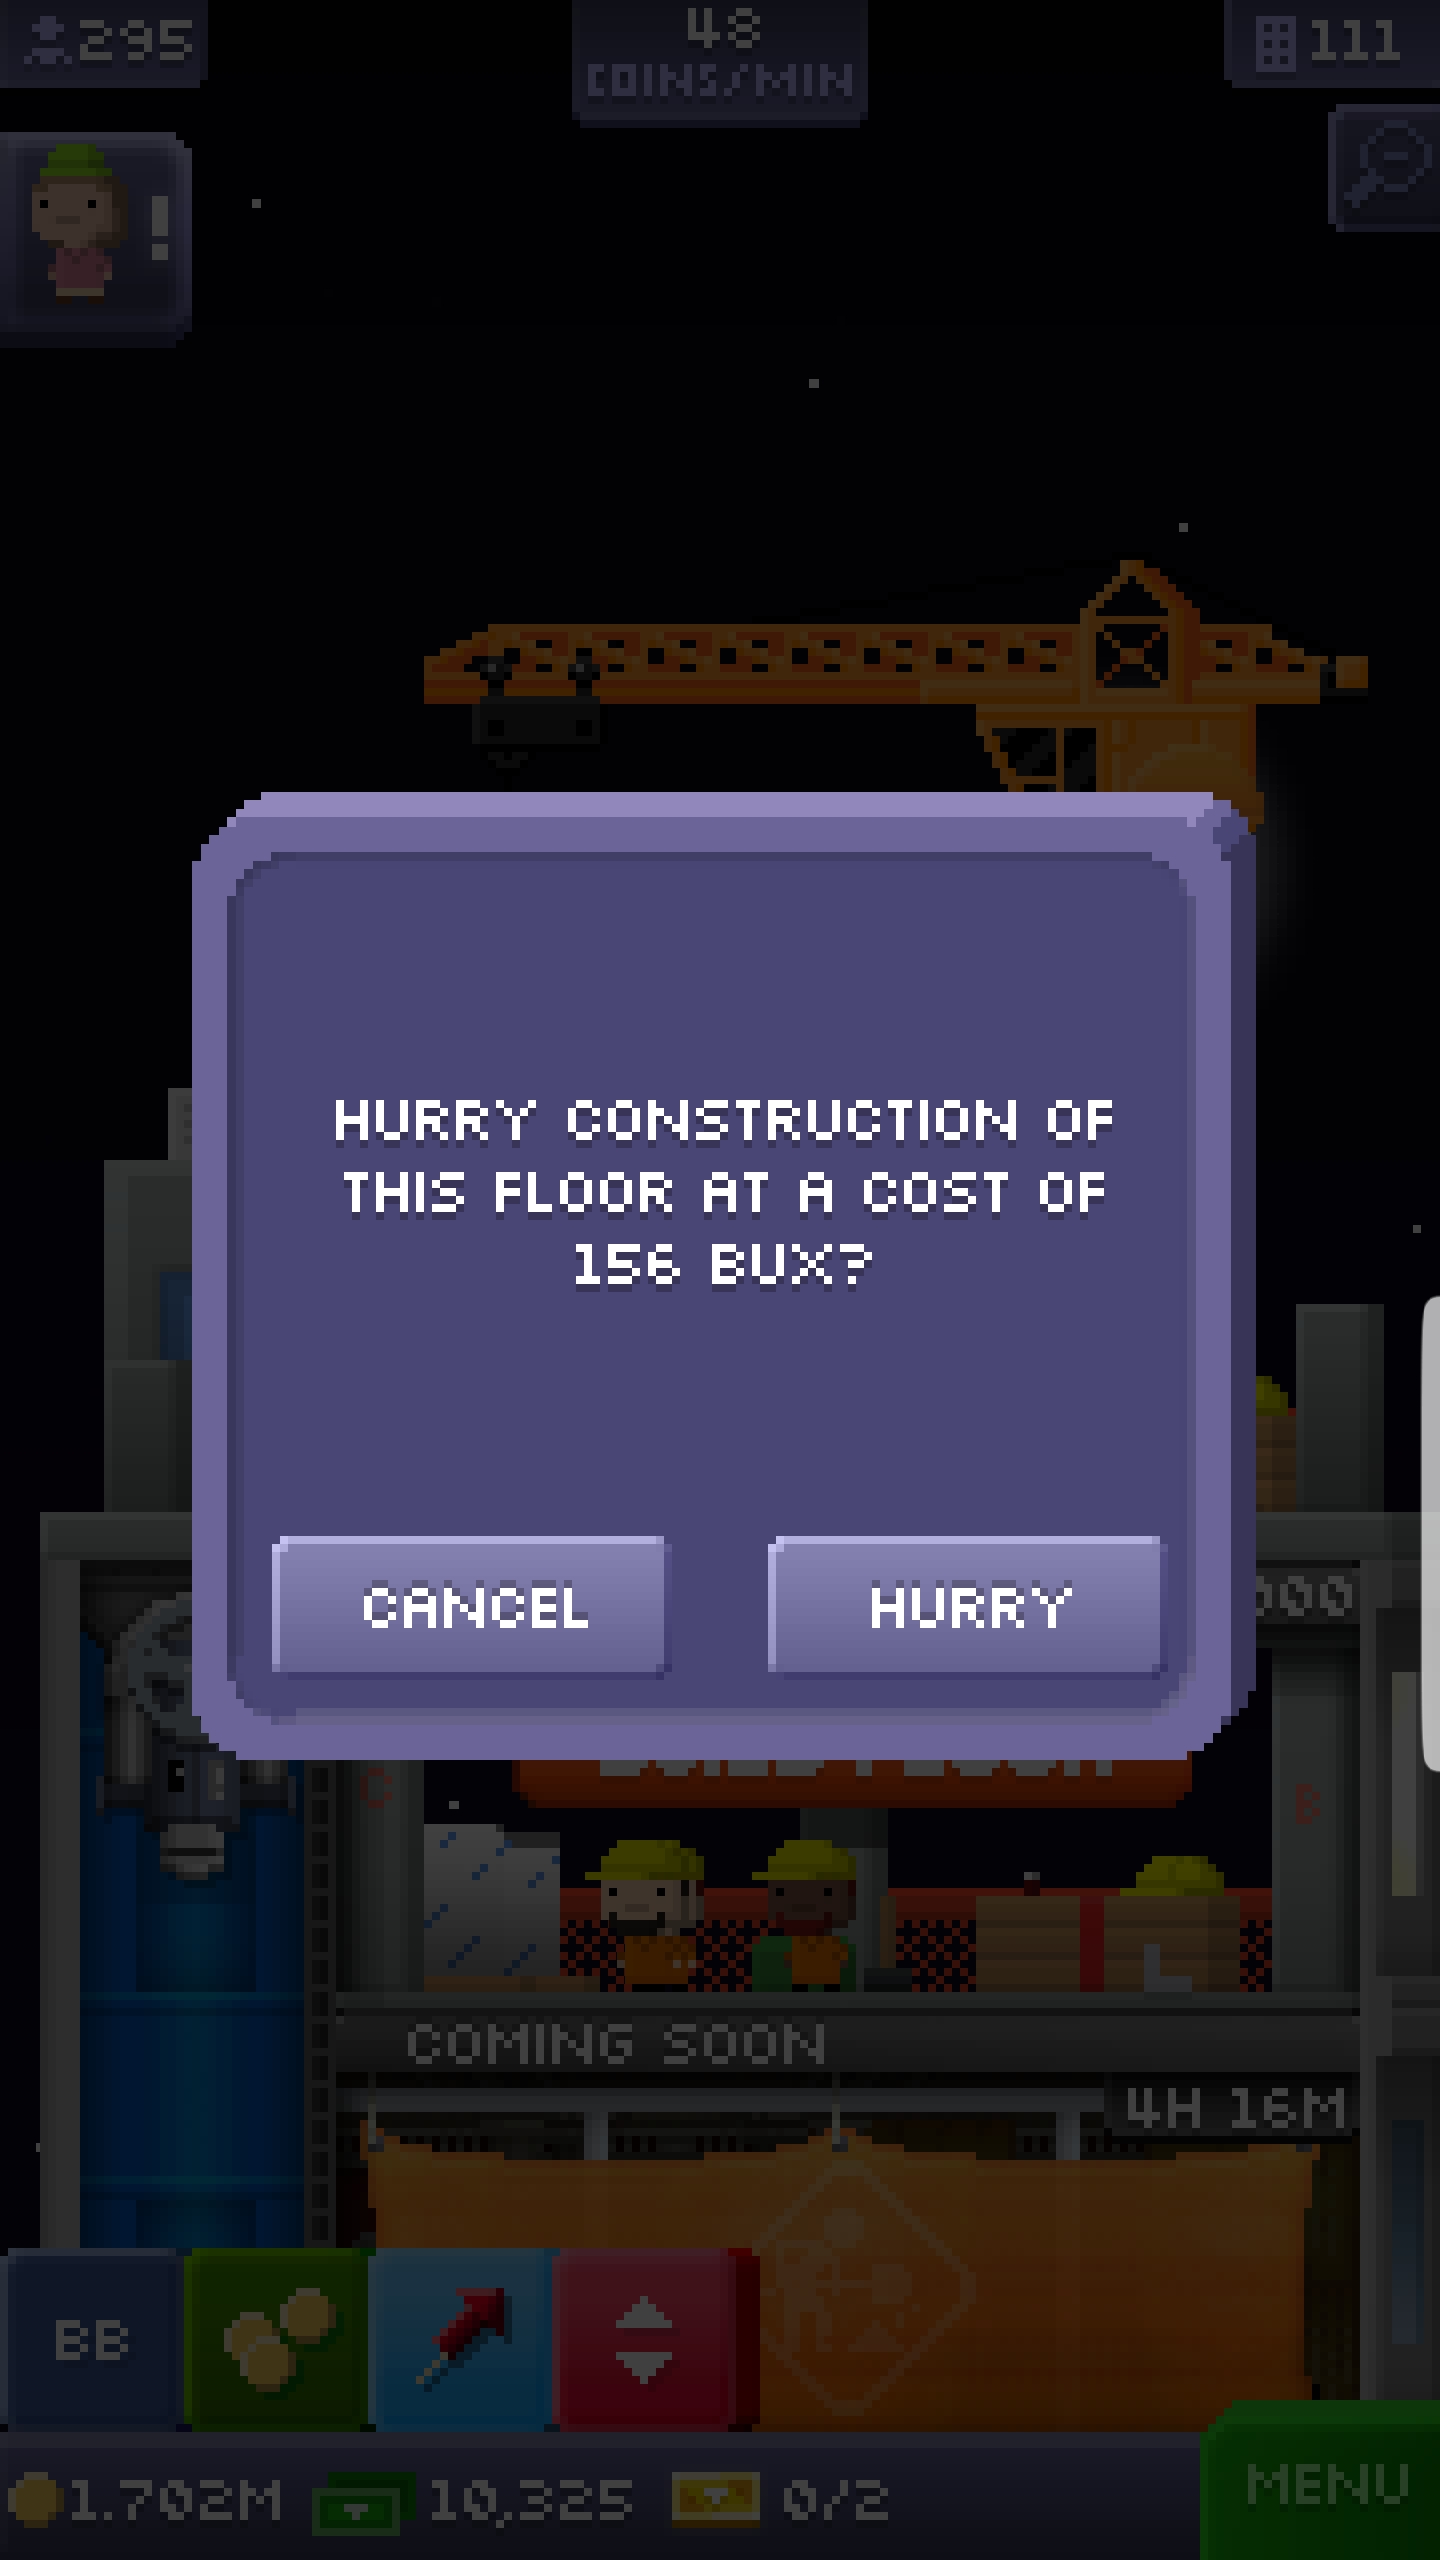 295
48
COINS/MIN
111
!
HURRY CONSTRUCTION OF
THIS FLOOR AT A COST OF
156 BUX?
CANCEL
HURRY
000
C
B
COMING SOON
4H 16M
BB
1.702M
10,325
0/2
MENU